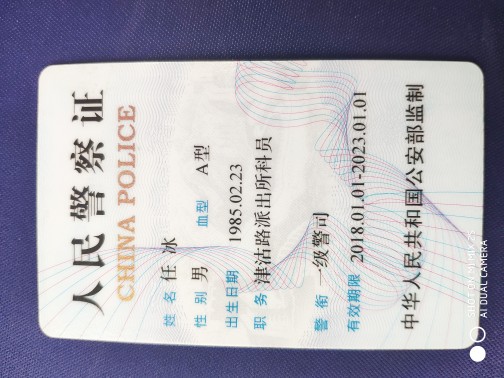 人民警察证
CHINA POLICE
姓名 任冰
性别 男 血型 A型
出生日期 1985.02.23
职务 津沽路派出所科员
警衔 一级警司
有效期限 2018.01.01-2023.01.01
中华人民共和国公安部监制
AI DUAL CAMERA